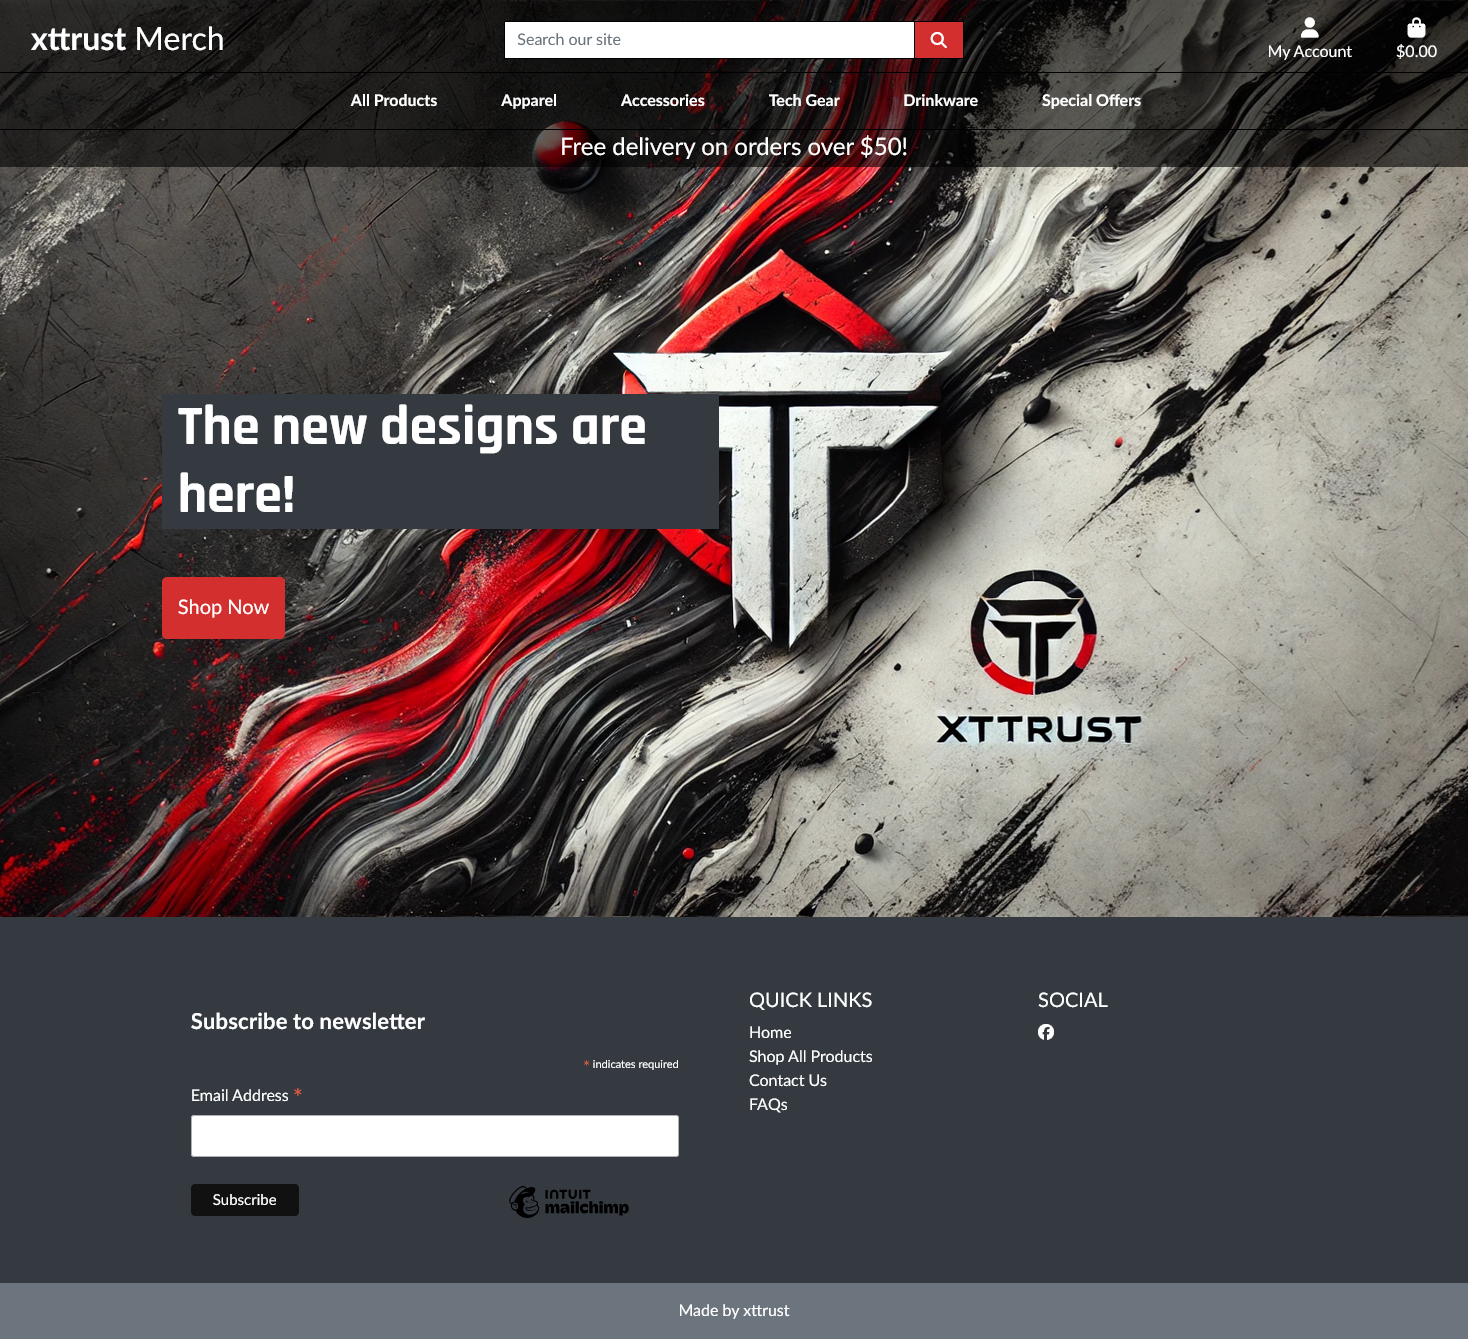 xttrust Merch
Search our site
My Account
$0.00
All Products
Apparel
Accessories
Tech Gear
Drinkware
Special Offers
Free delivery on orders over $50!
The new designs are
here!
Shop Now
XTTRUST
Subscribe to newsletter
* indicates required
Email Address *
Subscribe
INTUIT
mailchimp
QUICK LINKS
Home
Shop All Products
Contact Us
FAQs
SOCIAL
Made by xttrust